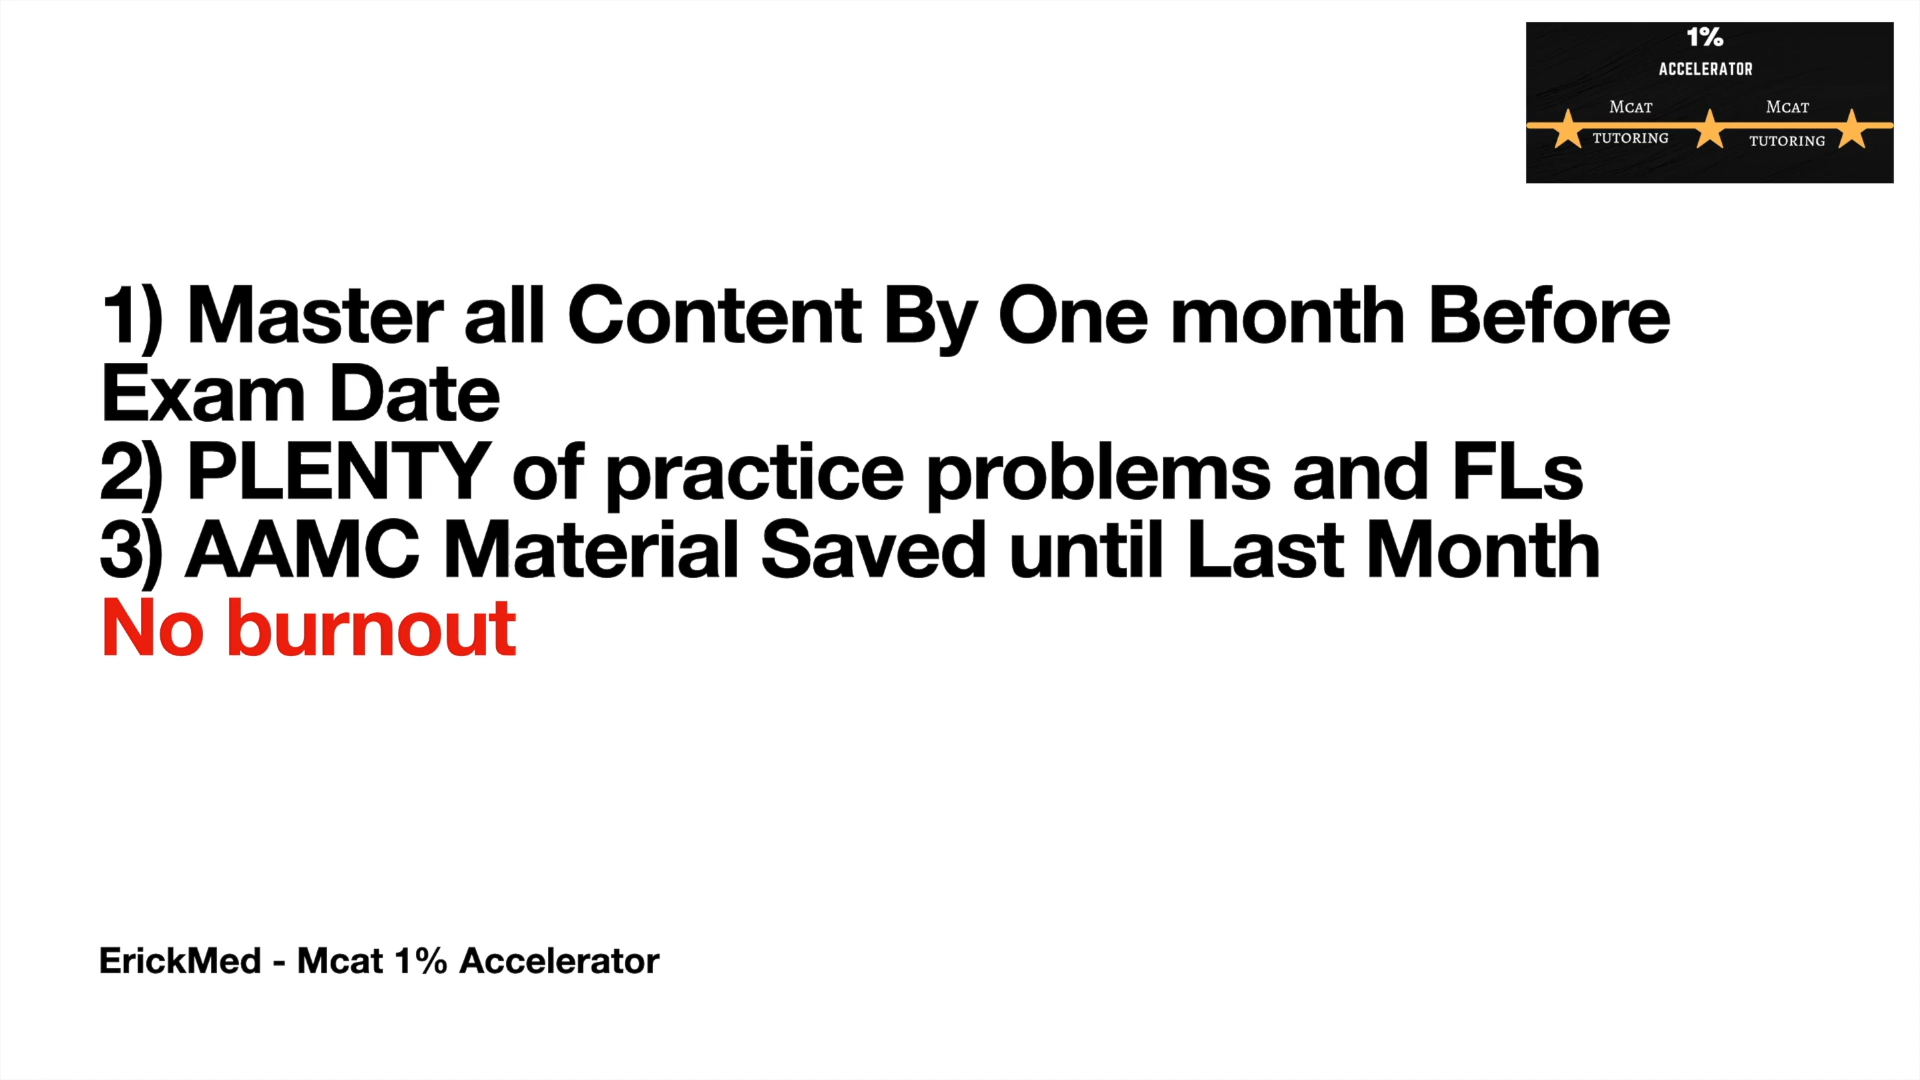 1%
ACCELERATOR
MCAT MCAT
TUTORING TUTORING
1) Master all Content By One month Before
Exam Date
2) PLENTY of practice problems and FLs
3) AAMC Material Saved until Last Month
No burnout
ErickMed - Mcat 1% Accelerator